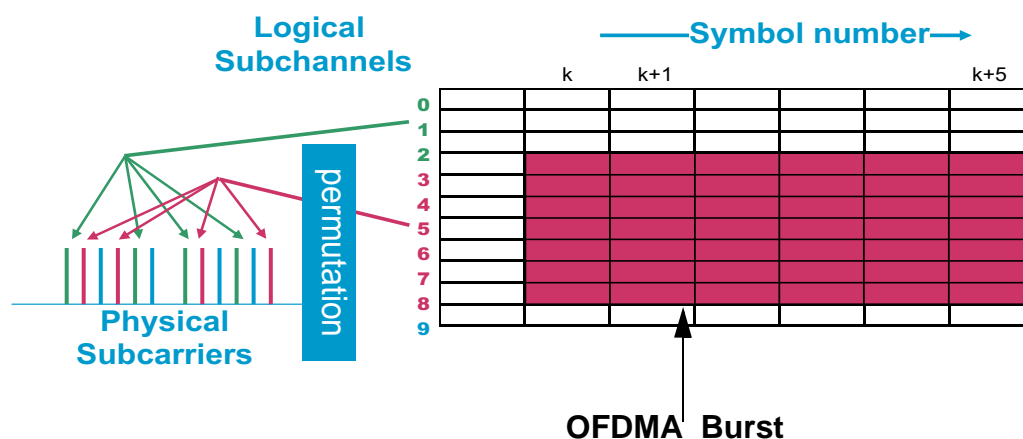 Logical
Subchannels
Symbol number
k k+1 k+5
0
1
2
3
4
5
6
7
8
9
permutation
Physical
Subcarriers
OFDMA Burst